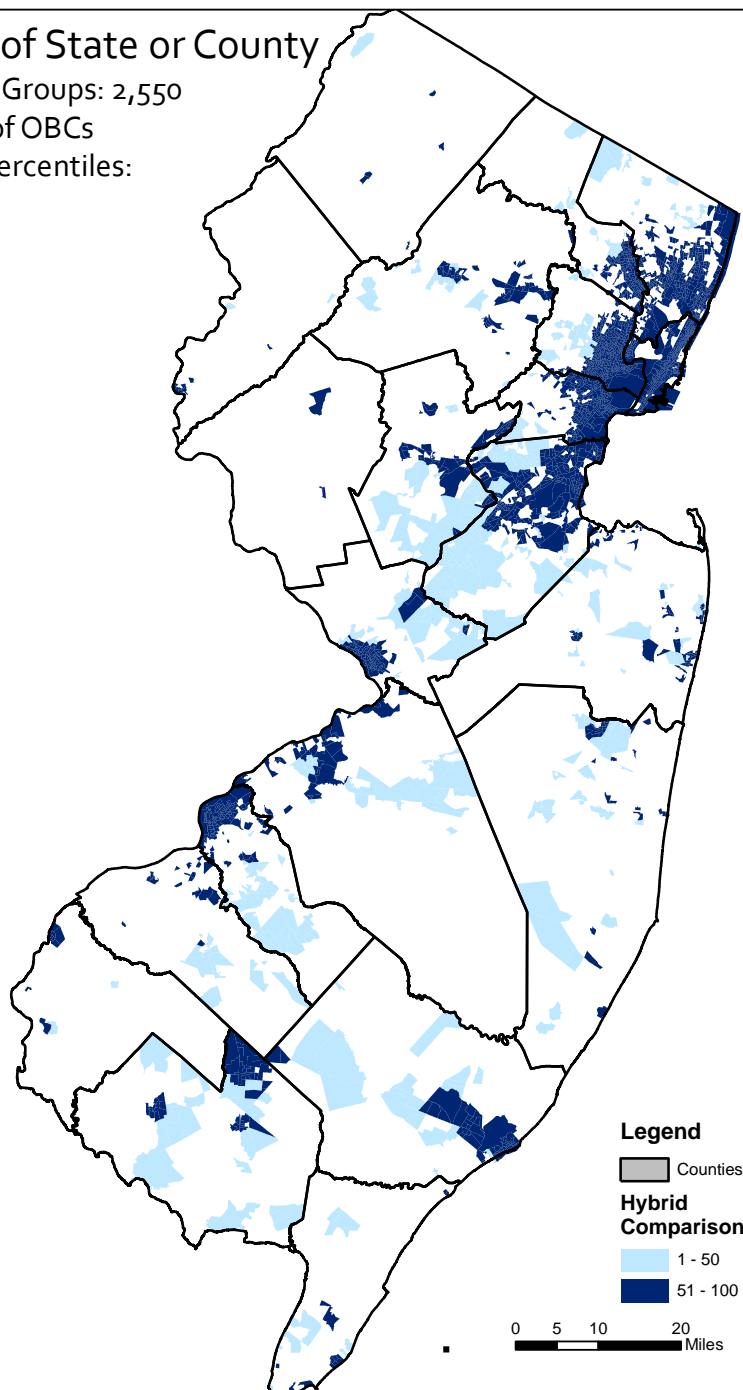 of State or County
Groups: 2,550
of OBCs
ercentiles:
Legend
Counties
Hybrid
Comparison
1 - 50
51 - 100
0 5 10 20
Miles